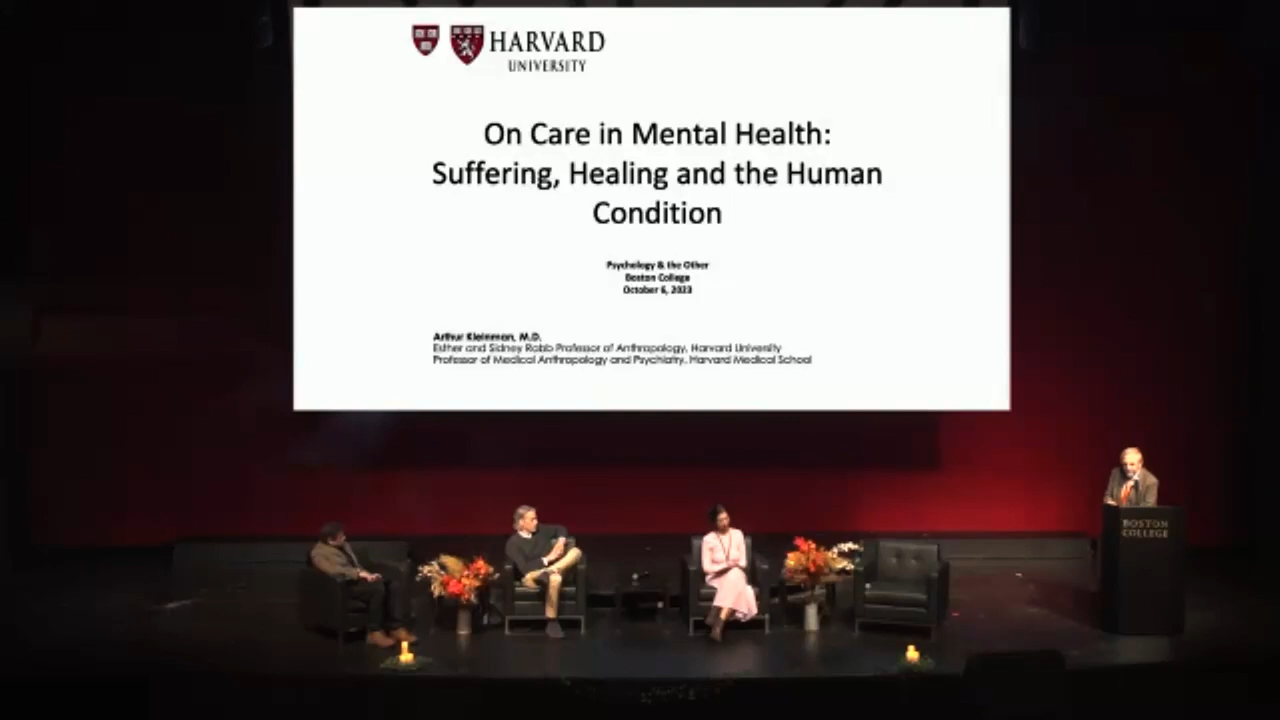 HARVARD
UNIVERSITY
On Care in Mental Health:
Suffering, Healing and the Human
Condition
Psychology & the Other
Boston College
October 6, 2023
Arthur Kleinman, M.D.
Esther and Sidney Rabb Professor of Anthropology, Harvard University
Professor of Medical Anthropology and Psychiatry, Harvard Medical School
BOSTON
COLLEGE